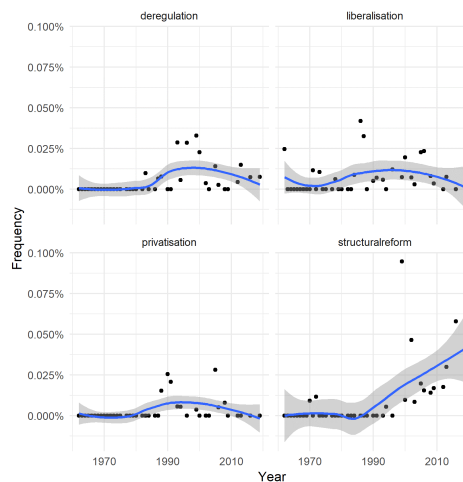 deregulation
liberalisation
0.100%
0.075%
0.050%
0.025%
0.000%
privatisation
structuralreform
0.100%
0.075%
0.050%
0.025%
0.000%
Frequency
1970
1990
2010
1970
1990
2010
Year